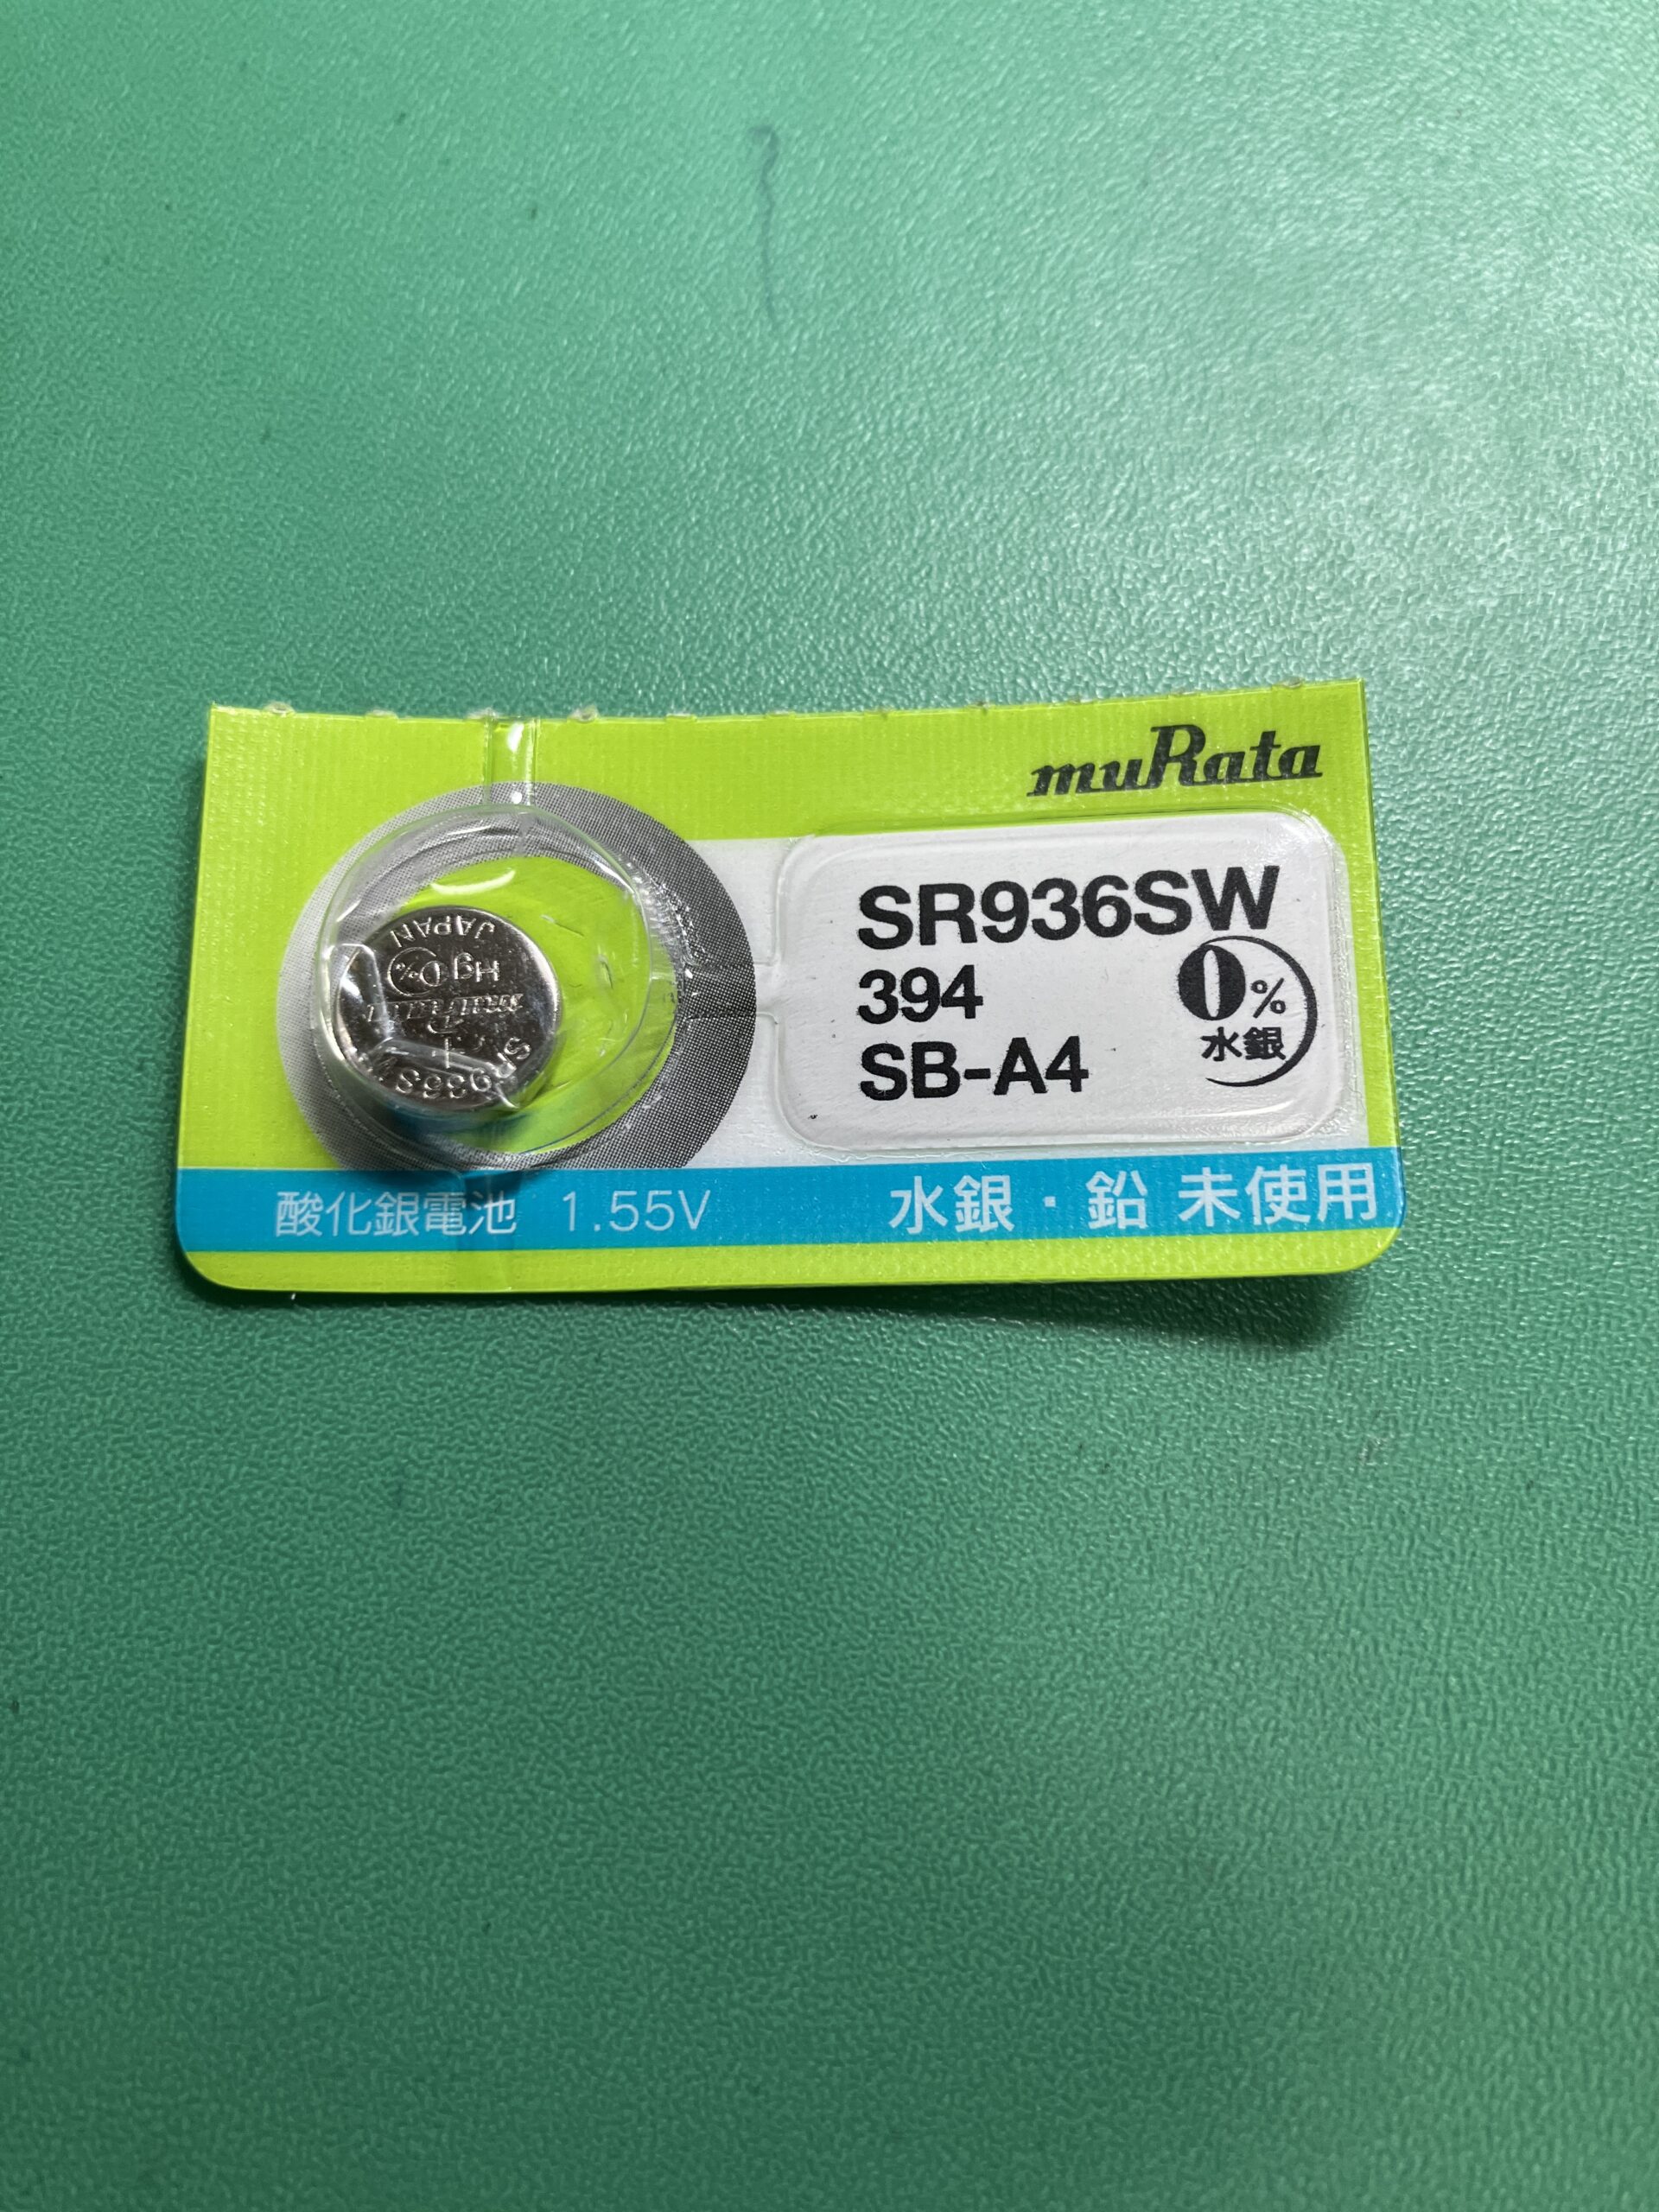 muRata
SR936SW
394
SB-A4
0%
水銀
酸化銀電池 1.55V
水銀・鉛 未使用
JAPAN
Hg 0%
muRata
+